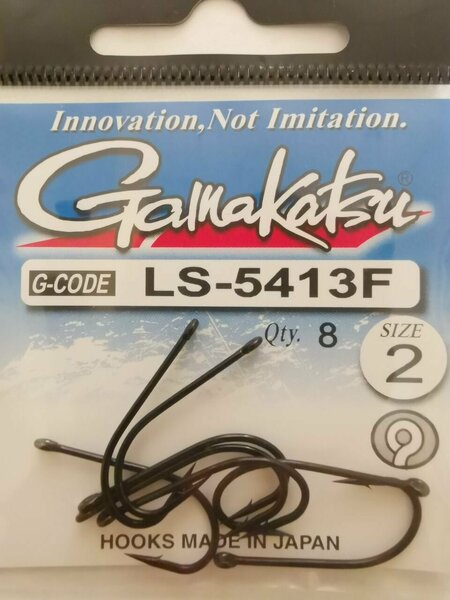 Innovation,Not Imitation.
Gamakatsu®
G-CODE LS-5413F
Qty. 8
SIZE
2
HOOKS MADE IN JAPAN